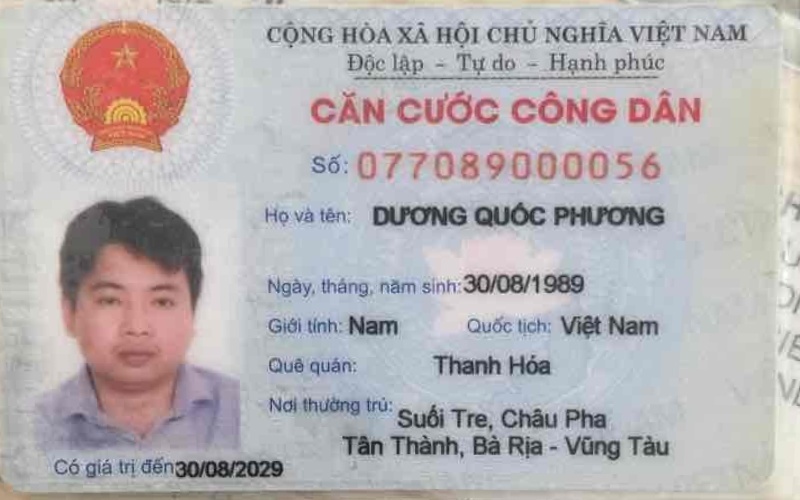 CỘNG HÒA XÃ HỘI CHỦ NGHĨA VIỆT NAM
Độc lập - Tự do - Hạnh phúc
CĂN CƯỚC CÔNG DÂN
Số: 077089000056
Họ và tên: DƯƠNG QUỐC PHƯƠNG
Ngày, tháng, năm sinh: 30/08/1989
Giới tính: Nam Quốc tịch: Việt Nam
Quê quán: Thanh Hóa
Nơi thường trú: Suối Tre, Châu Pha
Tân Thành, Bà Rịa - Vũng Tàu
Có giá trị đến 30/08/2029